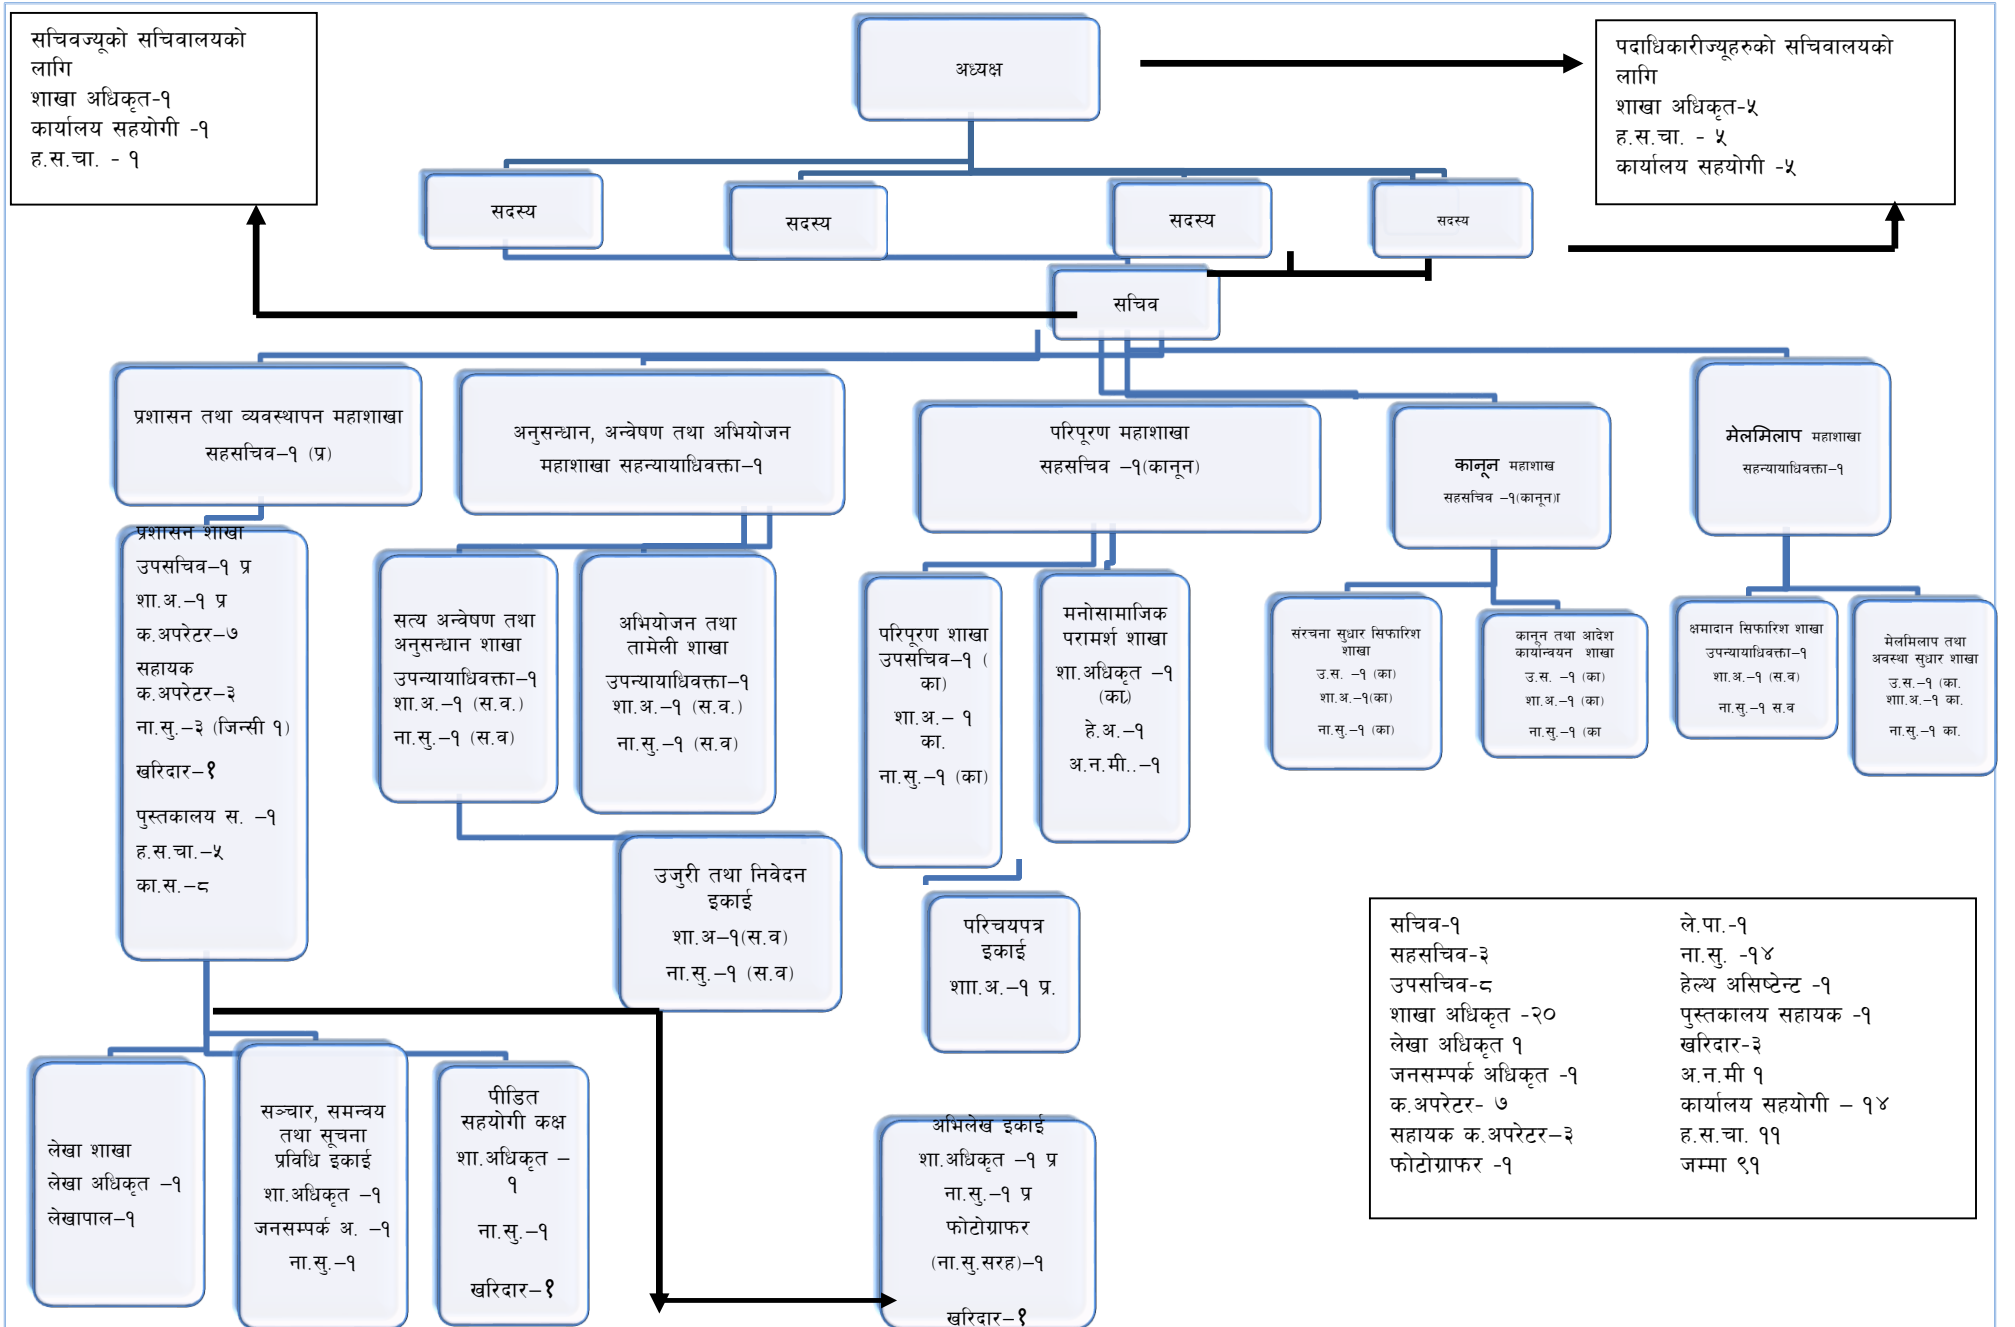 सचिवज्यूको सचिवालयको
लागि
शाखा अधिकृत-१
कार्यालय सहयोगी -१
ह.स.चा. - १
अध्यक्ष
पदाधिकारीज्यूहरुको सचिवालयको
लागि
शाखा अधिकृत-५
ह.स.चा. - ५
कार्यालय सहयोगी -५
सदस्य
सदस्य
सदस्य
सदस्य
सचिव
प्रशासन तथा व्यवस्थापन महाशाखा
सहसचिव–१ (प्र)
अनुसन्धान, अन्वेषण तथा अभियोजन
महाशाखा सहन्यायाधिवक्ता–१
परिपूरण महाशाखा
सहसचिव –१(कानून)
कानून महाशाख
सहसचिव –१(कानून)ा
मेलमिलाप महाशाखा
सहन्यायाधिवक्ता–१
प्रशासन शाखा
उपसचिव–१ प्र
शा.अ.–१ प्र
क.अपरेटर–७
सहायक
क.अपरेटर–३
ना.सु.–३ (जिन्सी १)
खरिदार–१
पुस्तकालय स. –१
ह.स.चा.–५
का.स.–८
सत्य अन्वेषण तथा
अनुसन्धान शाखा
उपन्यायाधिवक्ता–१
शा.अ.–१ (स.व.)
ना.सु.–१ (स.व)
अभियोजन तथा
तामेली शाखा
उपन्यायाधिवक्ता–१
शा.अ.–१ (स.व.)
ना.सु.–१ (स.व)
परिपूरण शाखा
उपसचिव–१ (
का)
शा.अ.– १
का.
ना.सु.–१ (का)
मनोसामाजिक
परामर्श शाखा
शा.अधिकृत –१
(का)
हे.अ.–१
अ.न.मी..–१
संरचना सुधार सिफारिश
शाखा
उ.स. –१ (का)
शा.अ.–१(का)
ना.सु.–१ (का)
कानून तथा आदेश
कार्यान्वयन शाखा
उ.स. –१ (का)
शा.अ.–१ (का)
ना.सु.–१ (का
क्षमादान सिफारिश शाखा
उपन्यायाधिवक्ता–१
शा.अ.–१ (स.व)
ना.सु.–१ स.व
मेलमिलाप तथा
अवस्था सुधार शाखा
उ.स.–१ (का.
शाा.अ.–१ का.
ना.सु.–१ का.
उजुरी तथा निवेदन
इकाई
शा.अ–१(स.व)
ना.सु.–१ (स.व)
परिचयपत्र
इकाई
शाा.अ.–१ प्र.
लेखा शाखा
लेखा अधिकृत –१
लेखापाल–१
सञ्चार, समन्वय
तथा सूचना
प्रविधि इकाई
शा.अधिकृत –१
जनसम्पर्क अ. –१
ना.सु.–१
पीडित
सहयोगी कक्ष
शा.अधिकृत –
१
ना.सु.–१
खरिदार–१
अभिलेख इकाई
शा.अधिकृत –१ प्र
ना.सु.–१ प्र
फोटोग्राफर
(ना.सु.सरह)–१
खरिदार–१
सचिव-१
सहसचिव-३
उपसचिव-८
शाखा अधिकृत -२०
लेखा अधिकृत १
जनसम्पर्क अधिकृत -१
क.अपरेटर- ७
सहायक क.अपरेटर–३
फोटोग्राफर -१
ले.पा.-१
ना.सु. -१४
हेल्थ असिष्टेन्ट -१
पुस्तकालय सहायक -१
खरिदार-३
अ.न.मी १
कार्यालय सहयोगी – १४
ह.स.चा. ११
जम्मा ९१